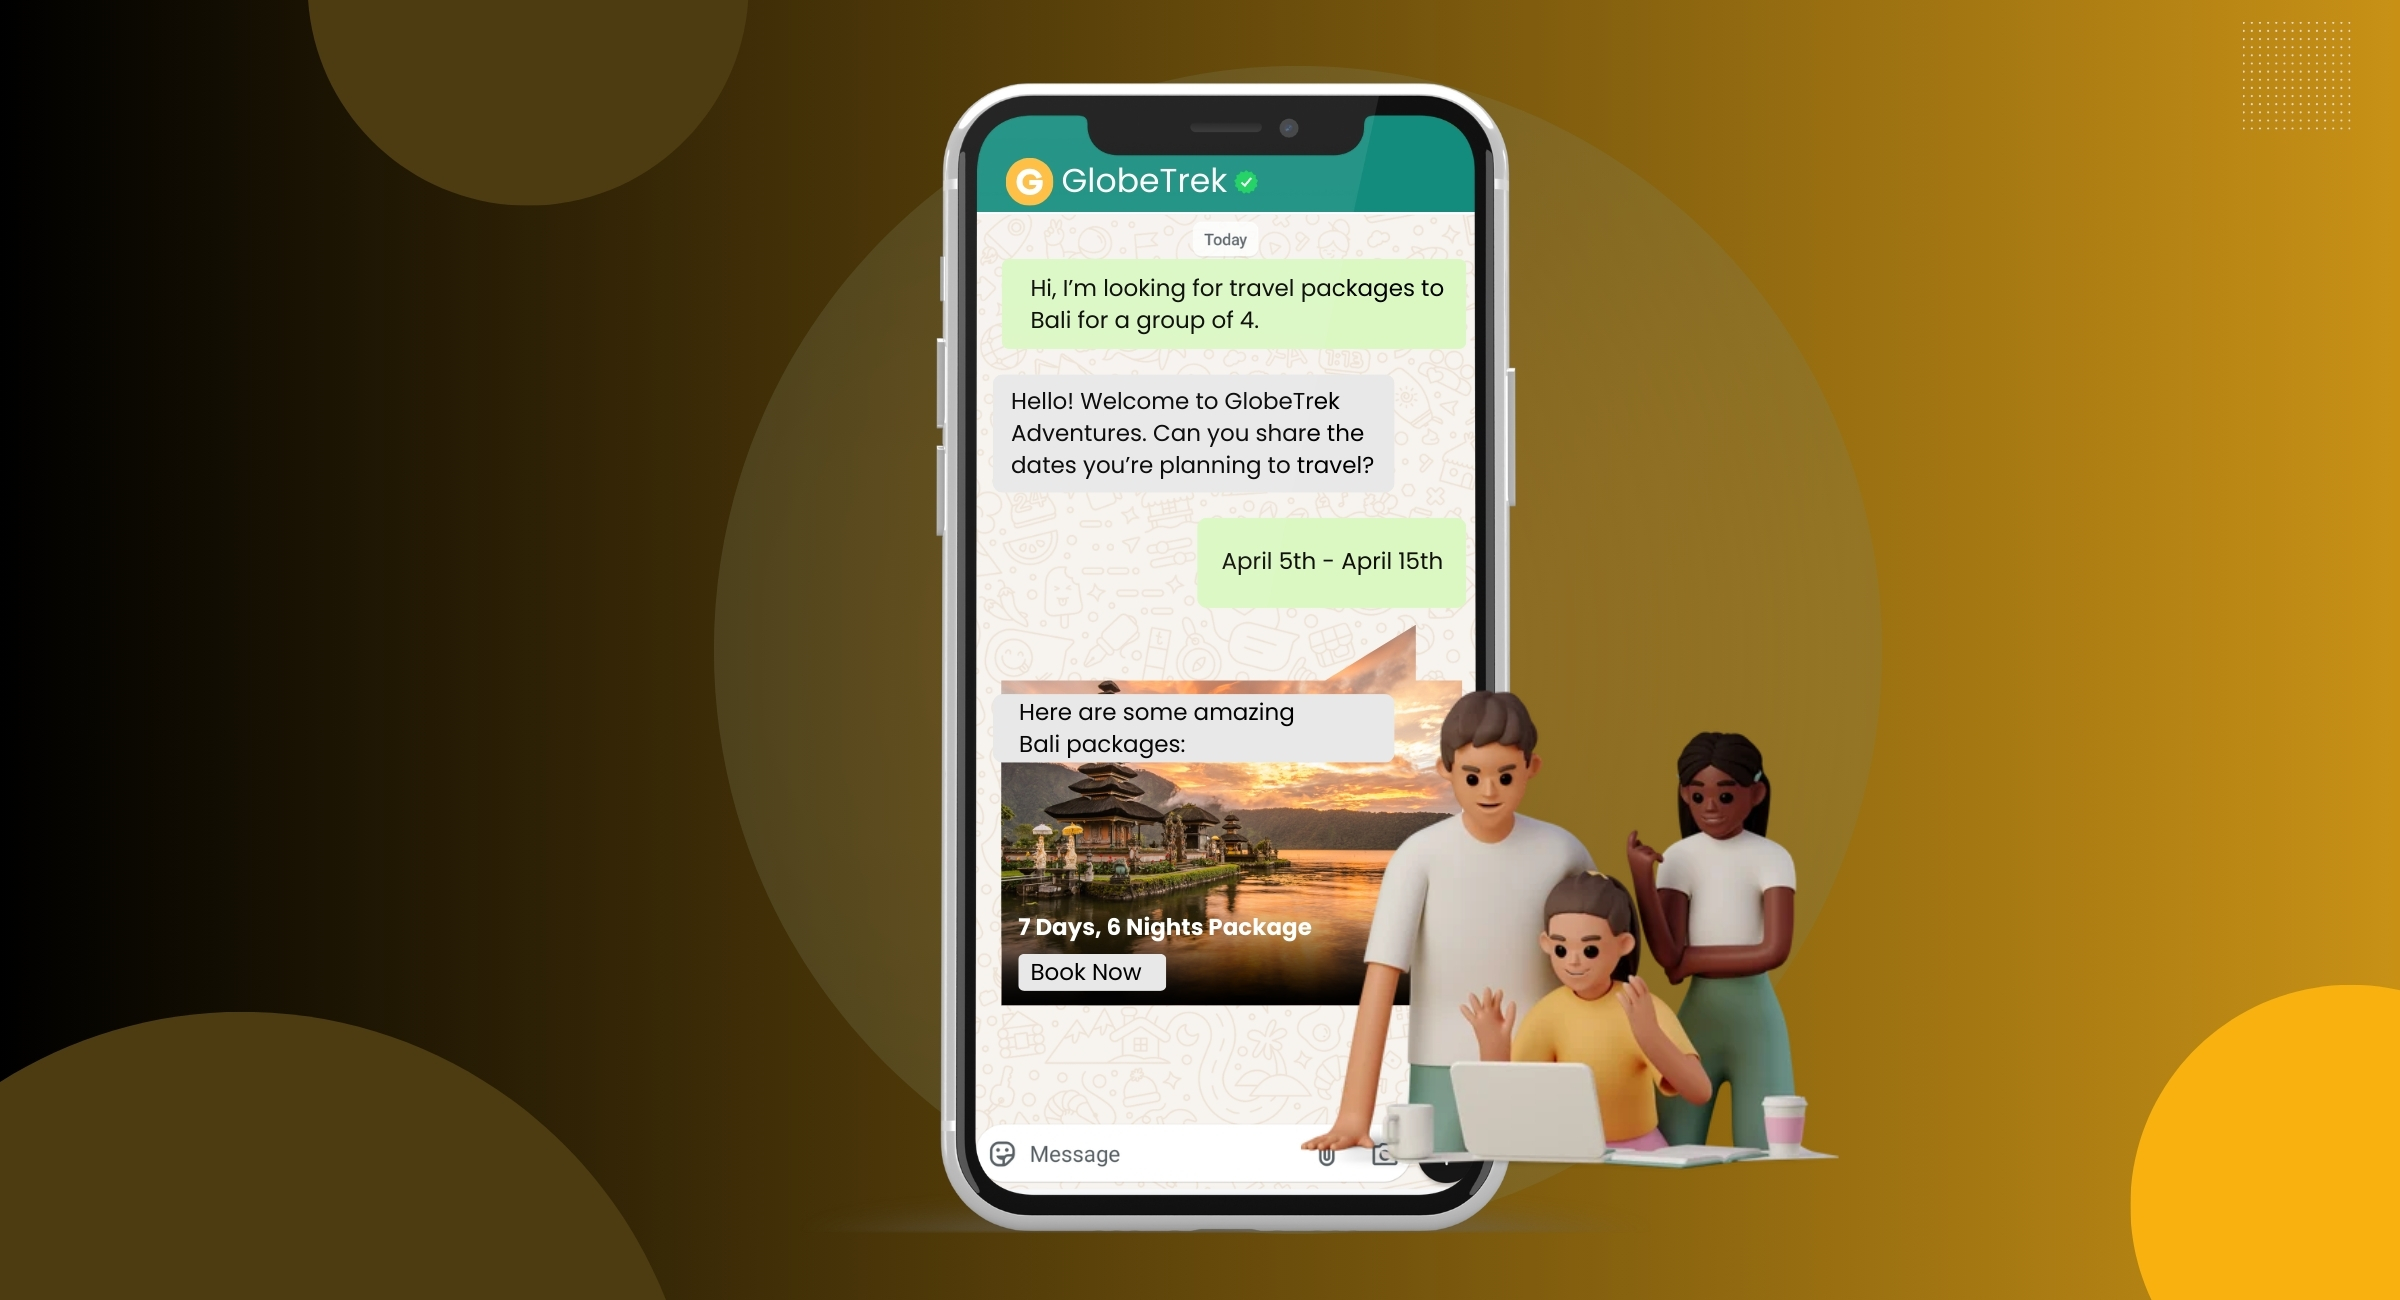 G GlobeTrek
Today
Hi, I’m looking for travel packages to
Bali for a group of 4.
Hello! Welcome to GlobeTrek
Adventures. Can you share the
dates you’re planning to travel?
April 5th - April 15th
Here are some amazing
Bali packages:
7 Days, 6 Nights Package
Book Now
Message